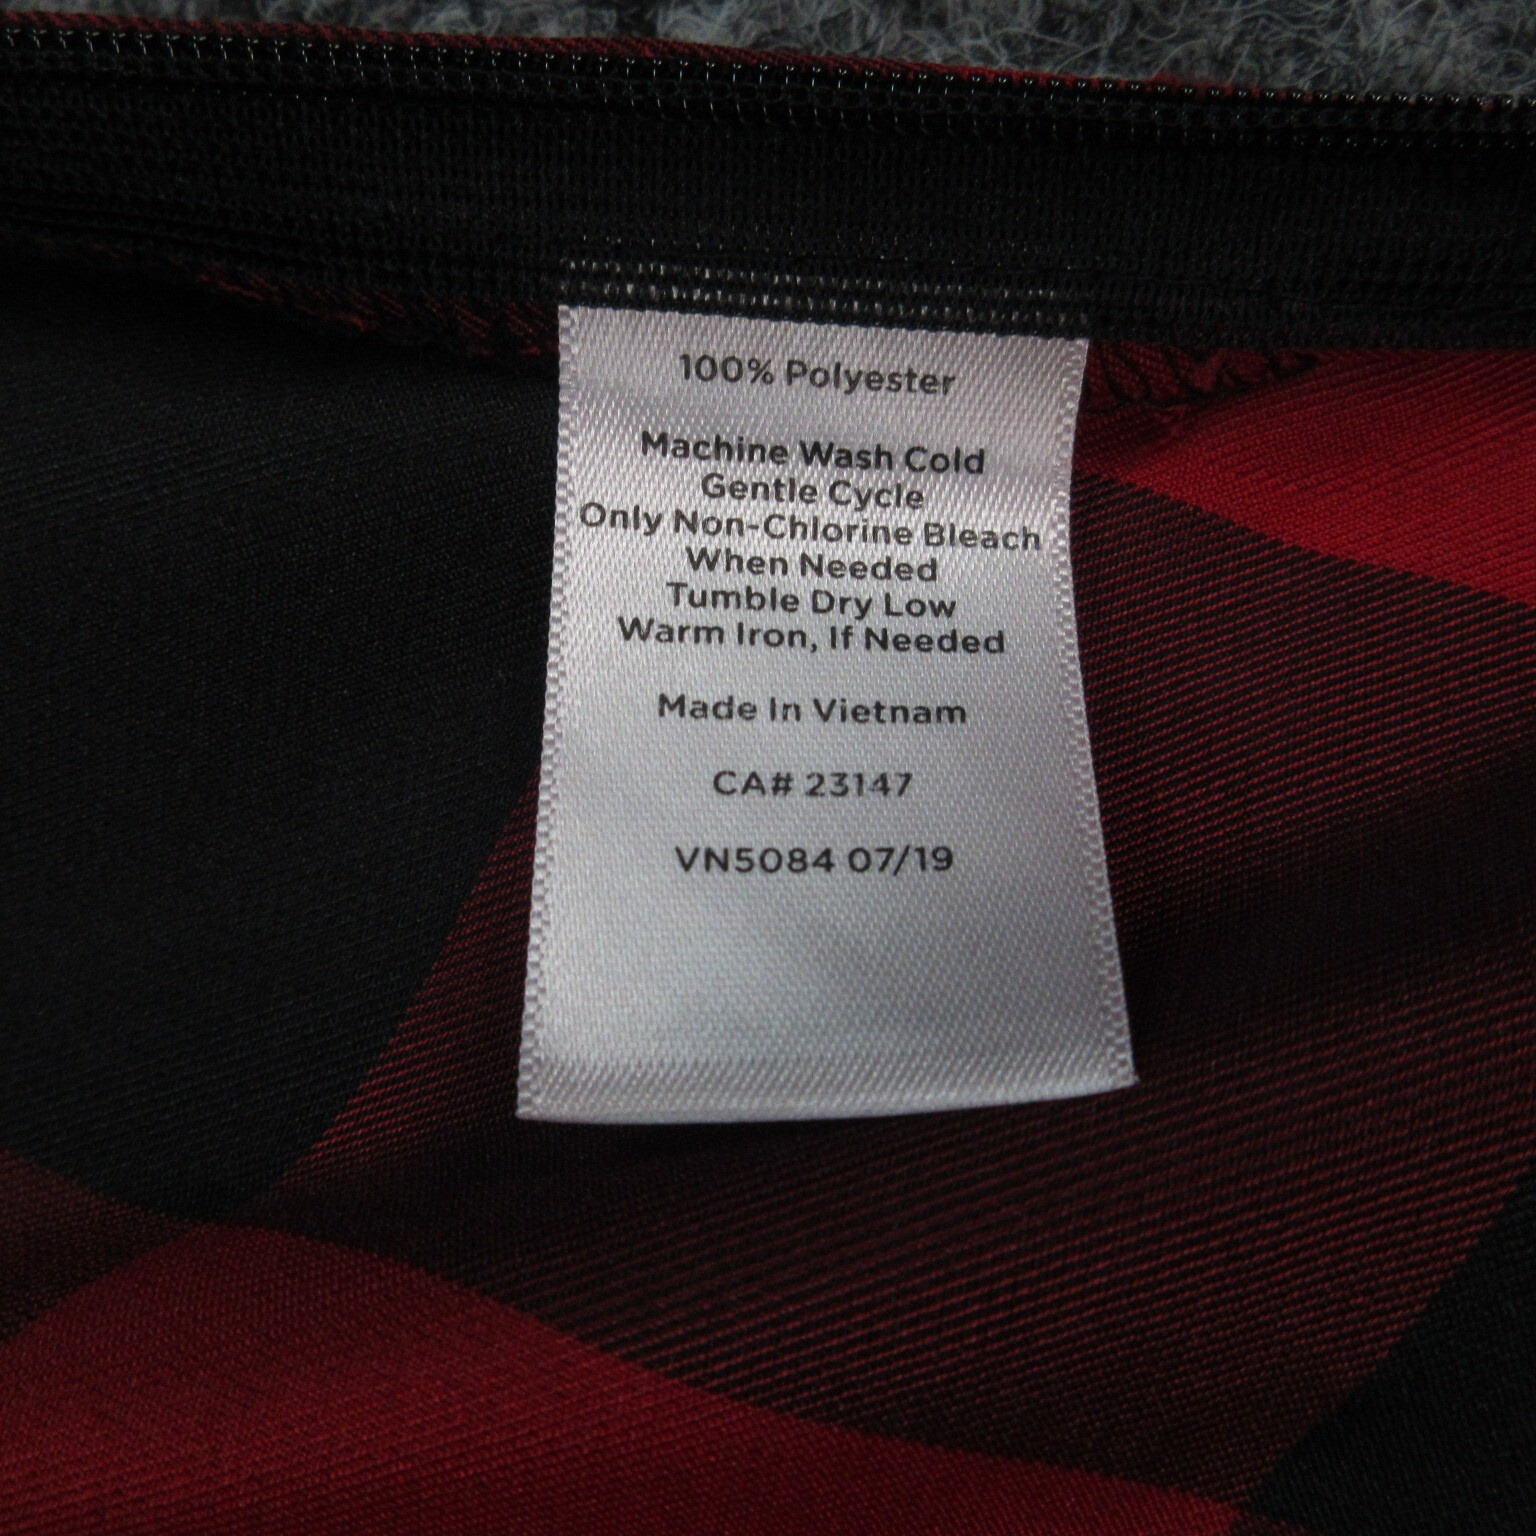 100% Polyester
Machine Wash Cold
Gentle Cycle
Only Non-Chlorine Bleach
When Needed
Tumble Dry Low
Warm Iron, If Needed
Made In Vietnam
CA# 23147
VN5084 07/19